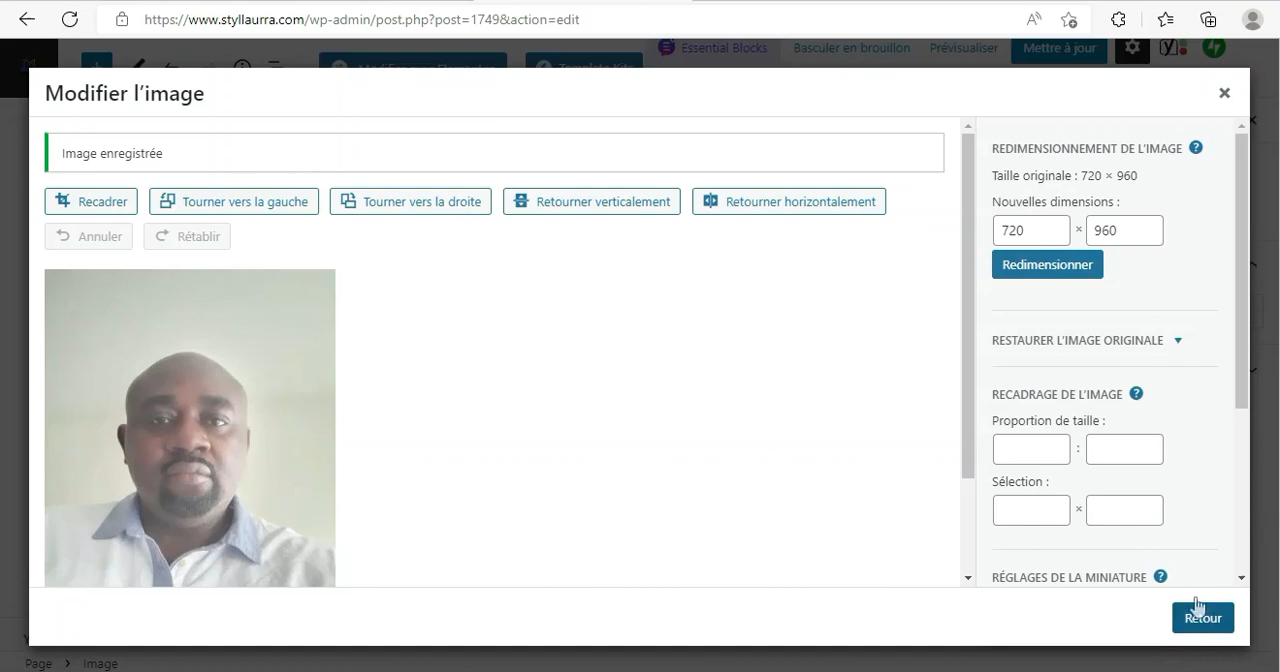 https://www.styllaurra.com/wp-admin/post.php?post=1749&action=edit
Essential Blocks Basculer en brouillon Prévisualiser Mettre à jour
Template Kits
Modifier l'image
Image enregistrée
Recadrer Tourner vers la gauche Tourner vers la droite Retourner verticalement Retourner horizontalement
Annuler Rétablir
REDIMENSIONNEMENT DE L'IMAGE ?
Taille originale : 720 × 960
Nouvelles dimensions :
720 × 960
Redimensionner
RESTAURER L'IMAGE ORIGINALE
RECADRAGE DE L'IMAGE ?
Proportion de taille :
:
Sélection :
×
RÉGLAGES DE LA MINIATURE ?
Retour
Page > Image